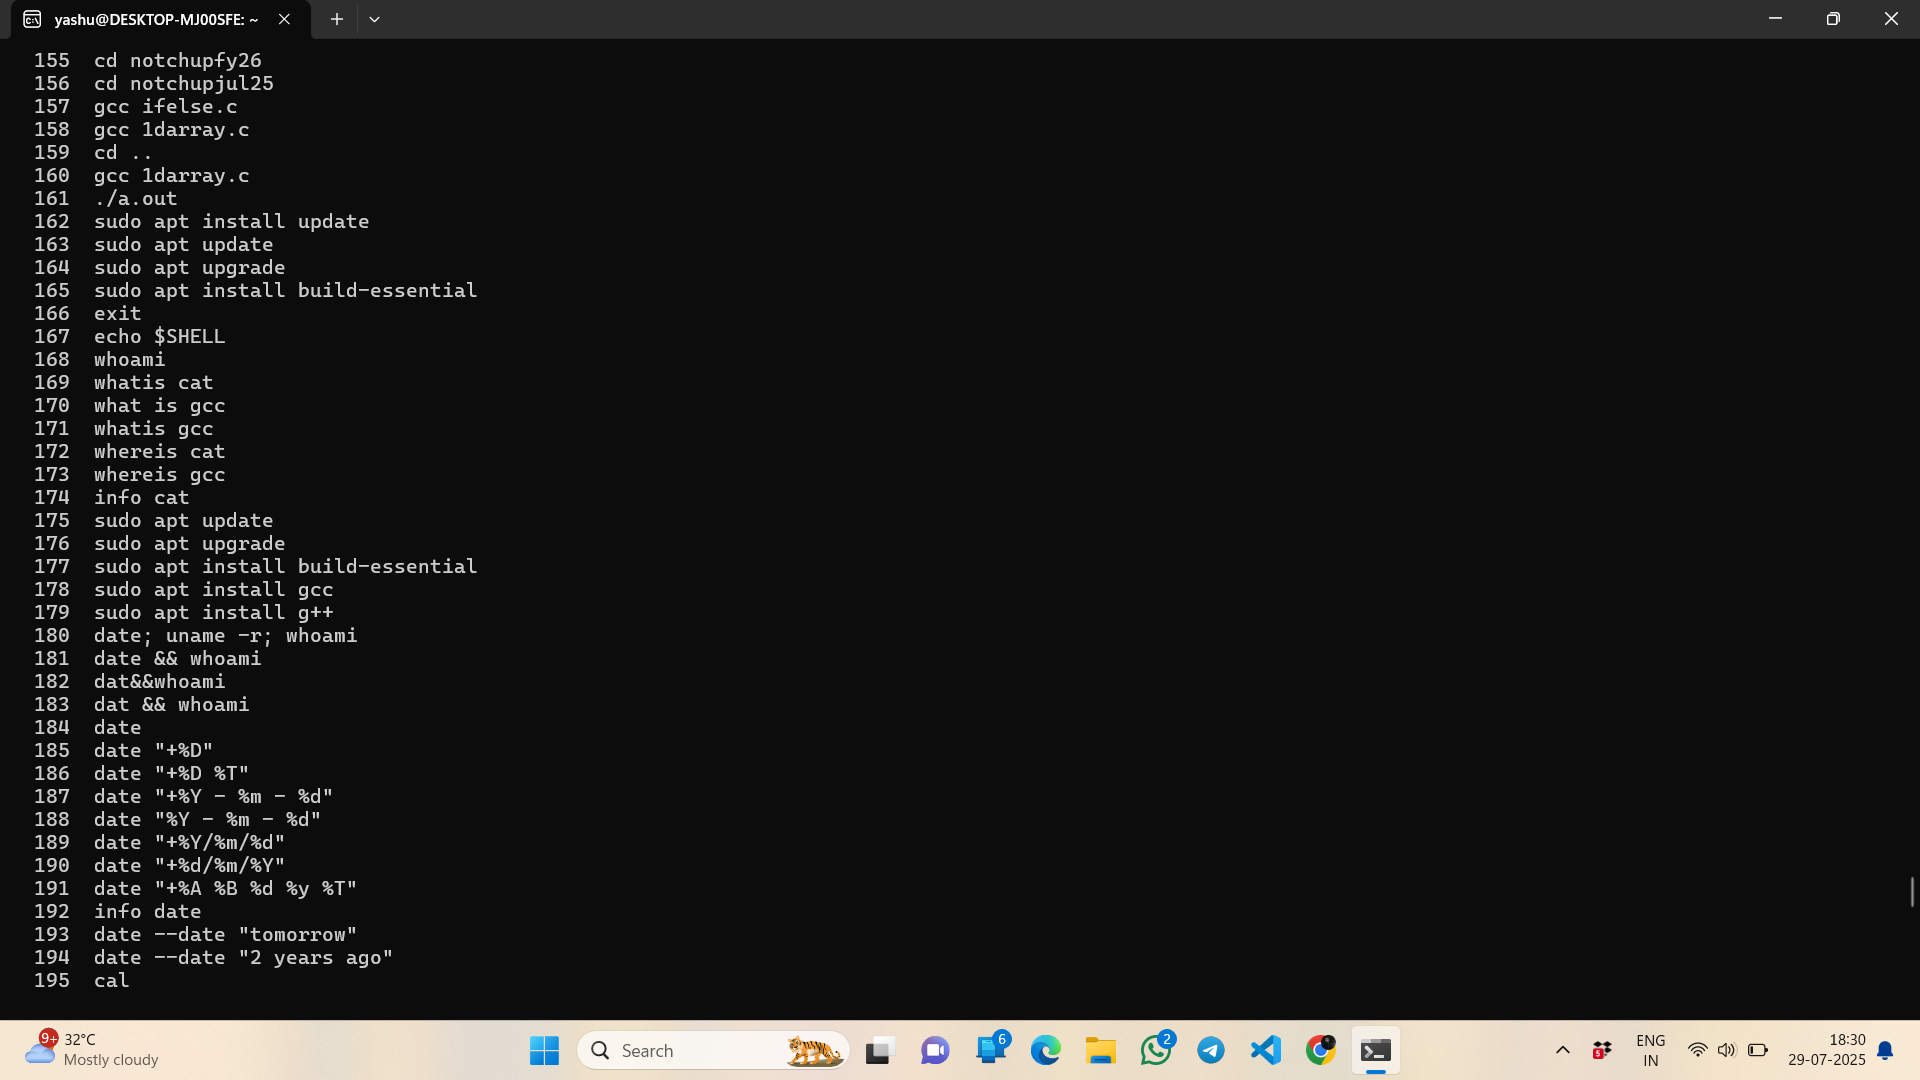 yashu@DESKTOP-MJ00SFE: ~
155 cd notchupfy26
156 cd notchupjul25
157 gcc ifelse.c
158 gcc 1darray.c
159 cd ..
160 gcc 1darray.c
161 ./a.out
162 sudo apt install update
163 sudo apt update
164 sudo apt upgrade
165 sudo apt install build-essential
166 exit
167 echo $SHELL
168 whoami
169 whatis cat
170 what is gcc
171 whatis gcc
172 whereis cat
173 whereis gcc
174 info cat
175 sudo apt update
176 sudo apt upgrade
177 sudo apt install build-essential
178 sudo apt install gcc
179 sudo apt install g++
180 date; uname -r; whoami
181 date && whoami
182 dat&&whoami
183 dat && whoami
184 date
185 date "+%D"
186 date "+%D %T"
187 date "+%Y - %m - %d"
188 date "%Y - %m - %d"
189 date "+%Y/%m/%d"
190 date "+%d/%m/%Y"
191 date "+%A %B %d %y %T"
192 info date
193 date --date "tomorrow"
194 date --date "2 years ago"
195 cal
9+ 32°C
Mostly cloudy
Search
6
2
5
ENG
IN
18:30
29-07-2025